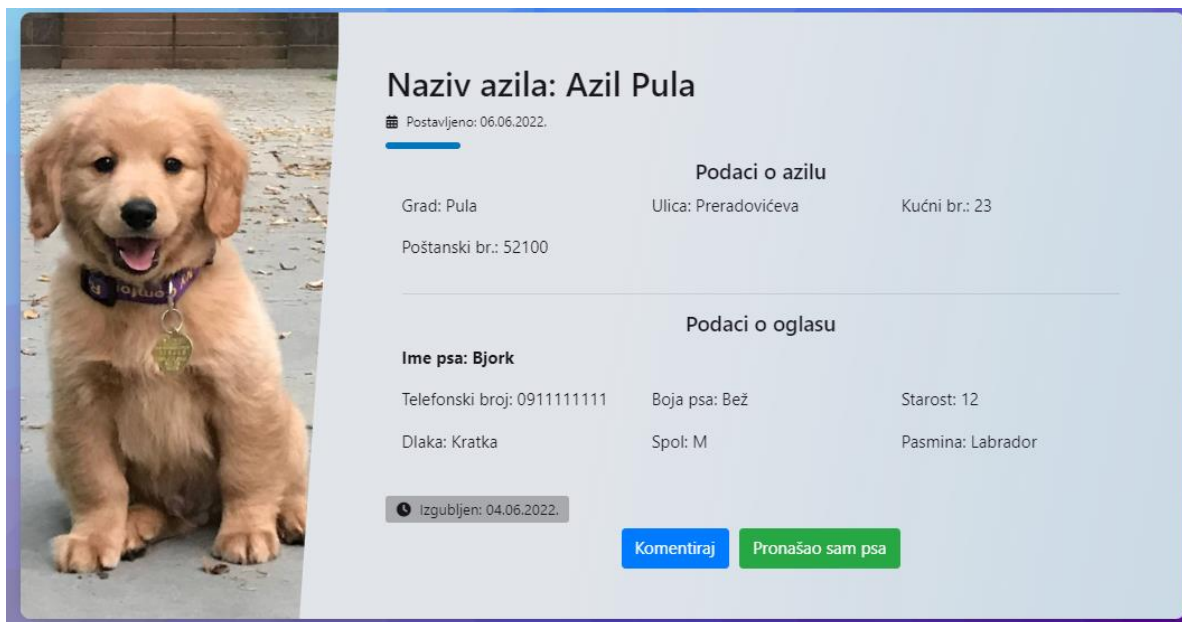 Naziv azila: Azil Pula
Postavljeno: 06.06.2022.
Podaci o azilu
Grad: Pula Ulica: Preradovićeva Kućni br.: 23
Poštanski br.: 52100
Podaci o oglasu
Ime psa: Bjork
Telefonski broj: 0911111111 Boja psa: Bež Starost: 12
Dlaka: Kratka Spol: M Pasmina: Labrador
Izgubljen: 04.06.2022.
Komentiraj Pronašao sam psa